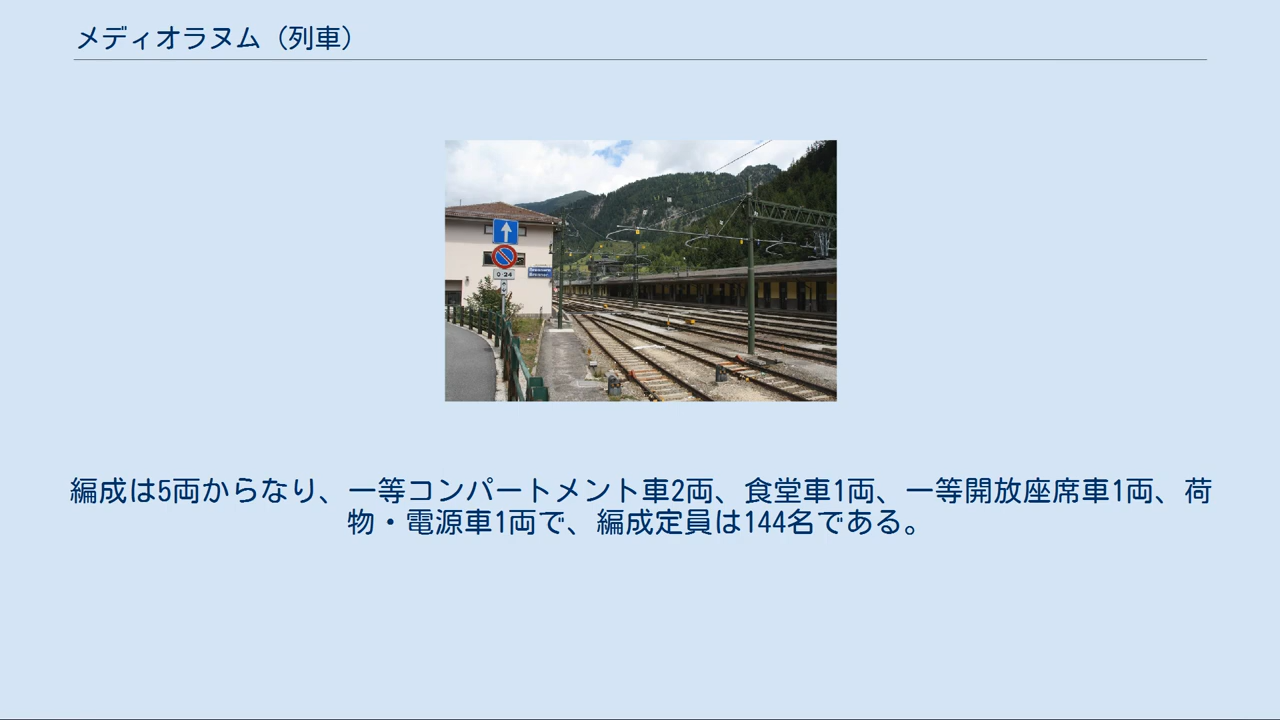 メディオラヌム（列車）
0-24
編成は5両からなり、一等コンパートメント車2両、食堂車1両、一等開放座席車1両、荷
物・電源車1両で、編成定員は144名である。